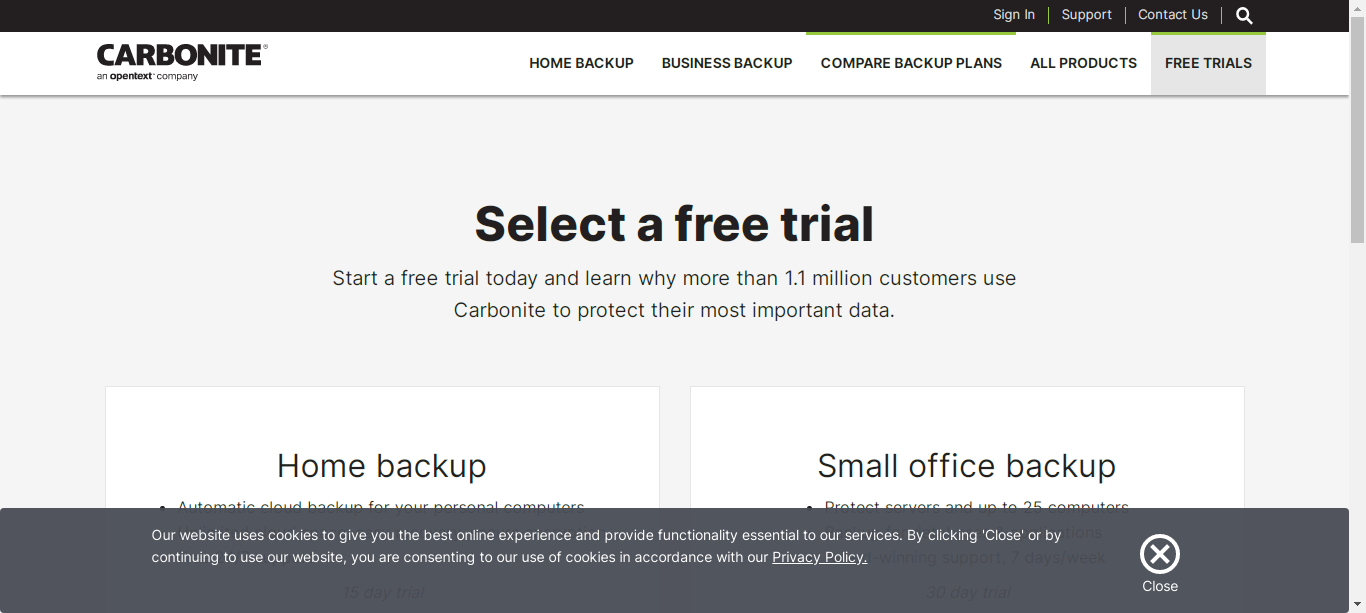 Sign In
Support
Contact Us
CARBONITE®
an opentext™ company
HOME BACKUP
BUSINESS BACKUP
COMPARE BACKUP PLANS
ALL PRODUCTS
FREE TRIALS
Select a free trial
Start a free trial today and learn why more than 1.1 million customers use
Carbonite to protect their most important data.
Home backup
• Automatic cloud backup for your personal computers
15 day trial
Small office backup
• Protect servers and up to 25 computers
-winning support, 7 days/week
30 day trial
Our website uses cookies to give you the best online experience and provide functionality essential to our services. By clicking 'Close' or by
continuing to use our website, you are consenting to our use of cookies in accordance with our Privacy Policy.
Close